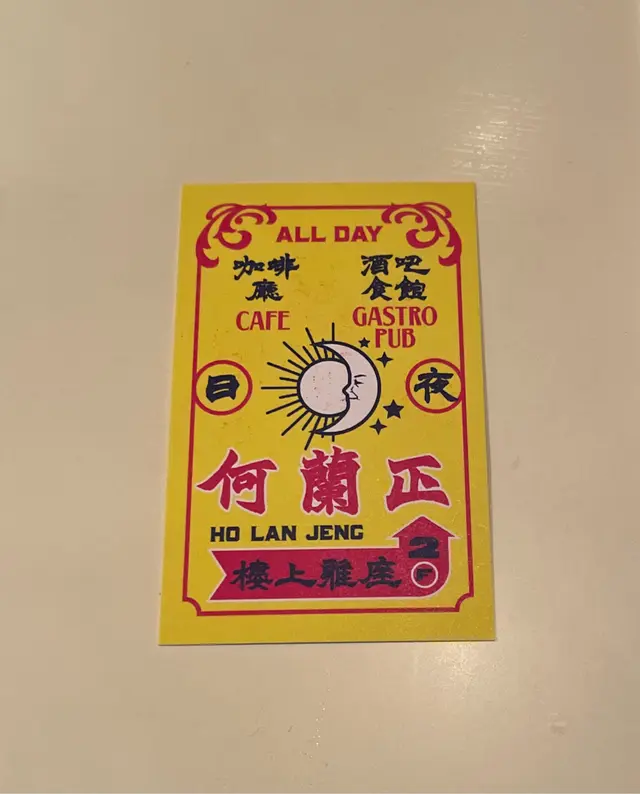 ALL DAY
咖啡 酒吧
廳 食館
CAFE GASTRO
PUB
日 夜
何蘭正
HO LAN JENG
2
樓上雅座 F